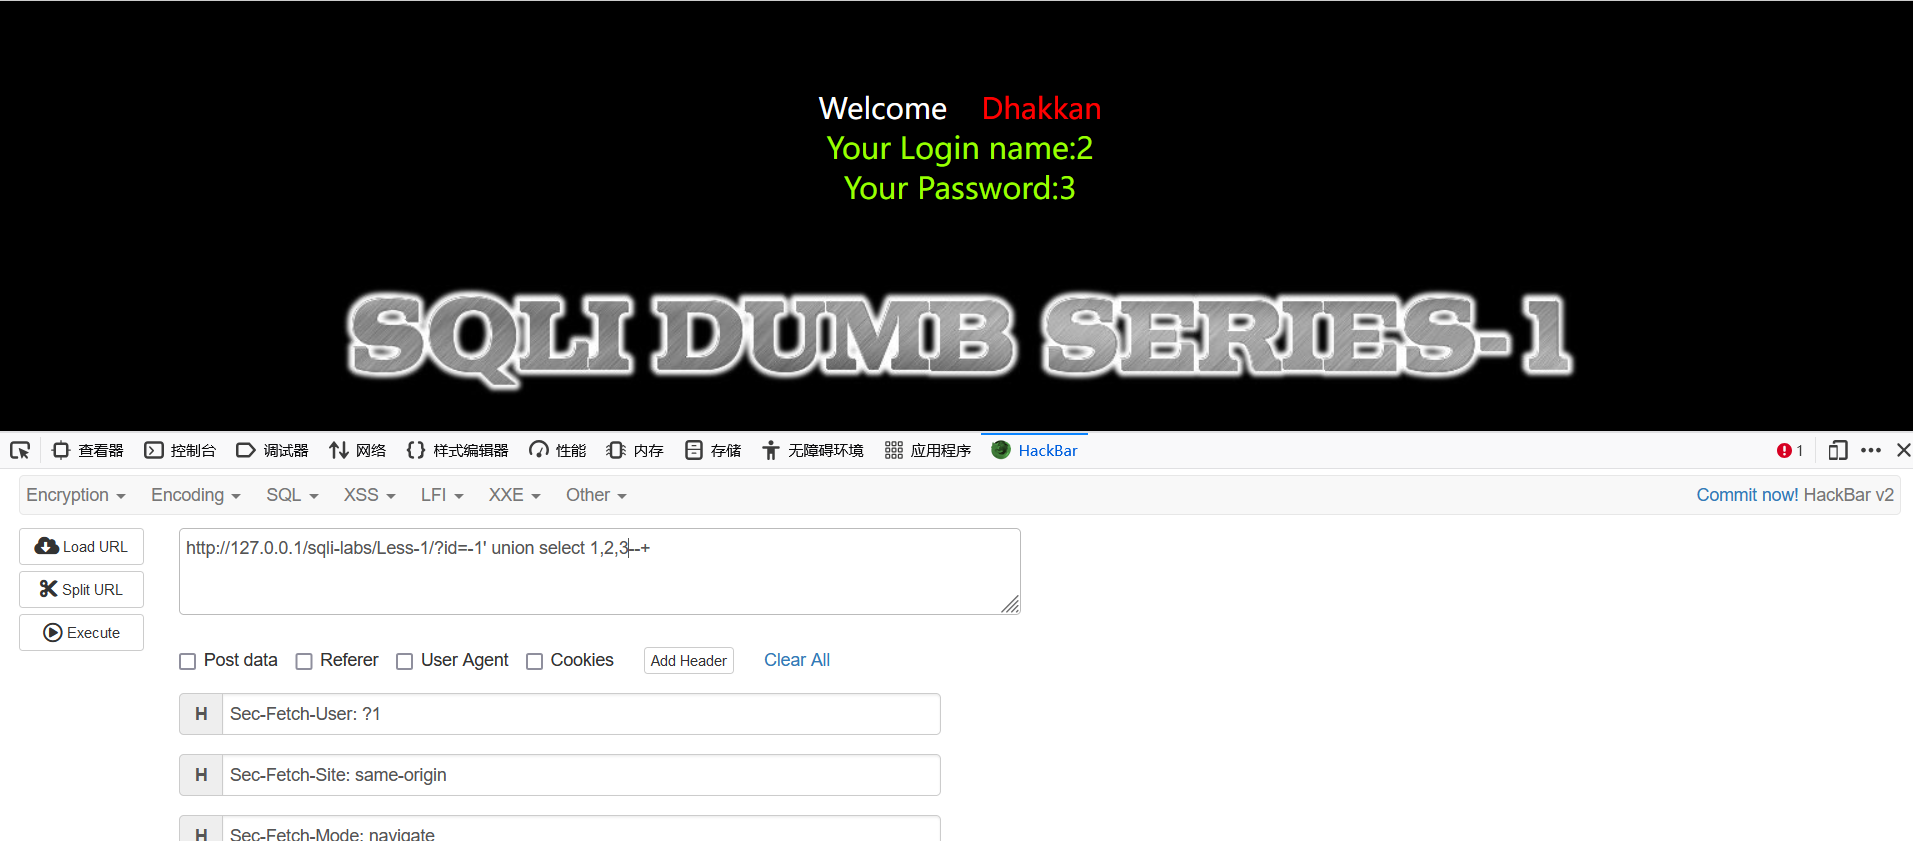 Welcome Dhakkan
Your Login name:2
Your Password:3
SQLI DUMB SERIES-1
查看器 控制台 调试器 网络 样式编辑器 性能 内存 存储 无障碍环境 应用程序 HackBar 1
Encryption Encoding SQL XSS LFI XXE Other Commit now! HackBar v2
Load URL
http://127.0.0.1/sqli-labs/Less-1/?id=-1' union select 1,2,3--+
Split URL
Execute
Post data Referer User Agent Cookies Add Header Clear All
H Sec-Fetch-User: ?1
H Sec-Fetch-Site: same-origin
H Sec-Fetch-Mode: navigate